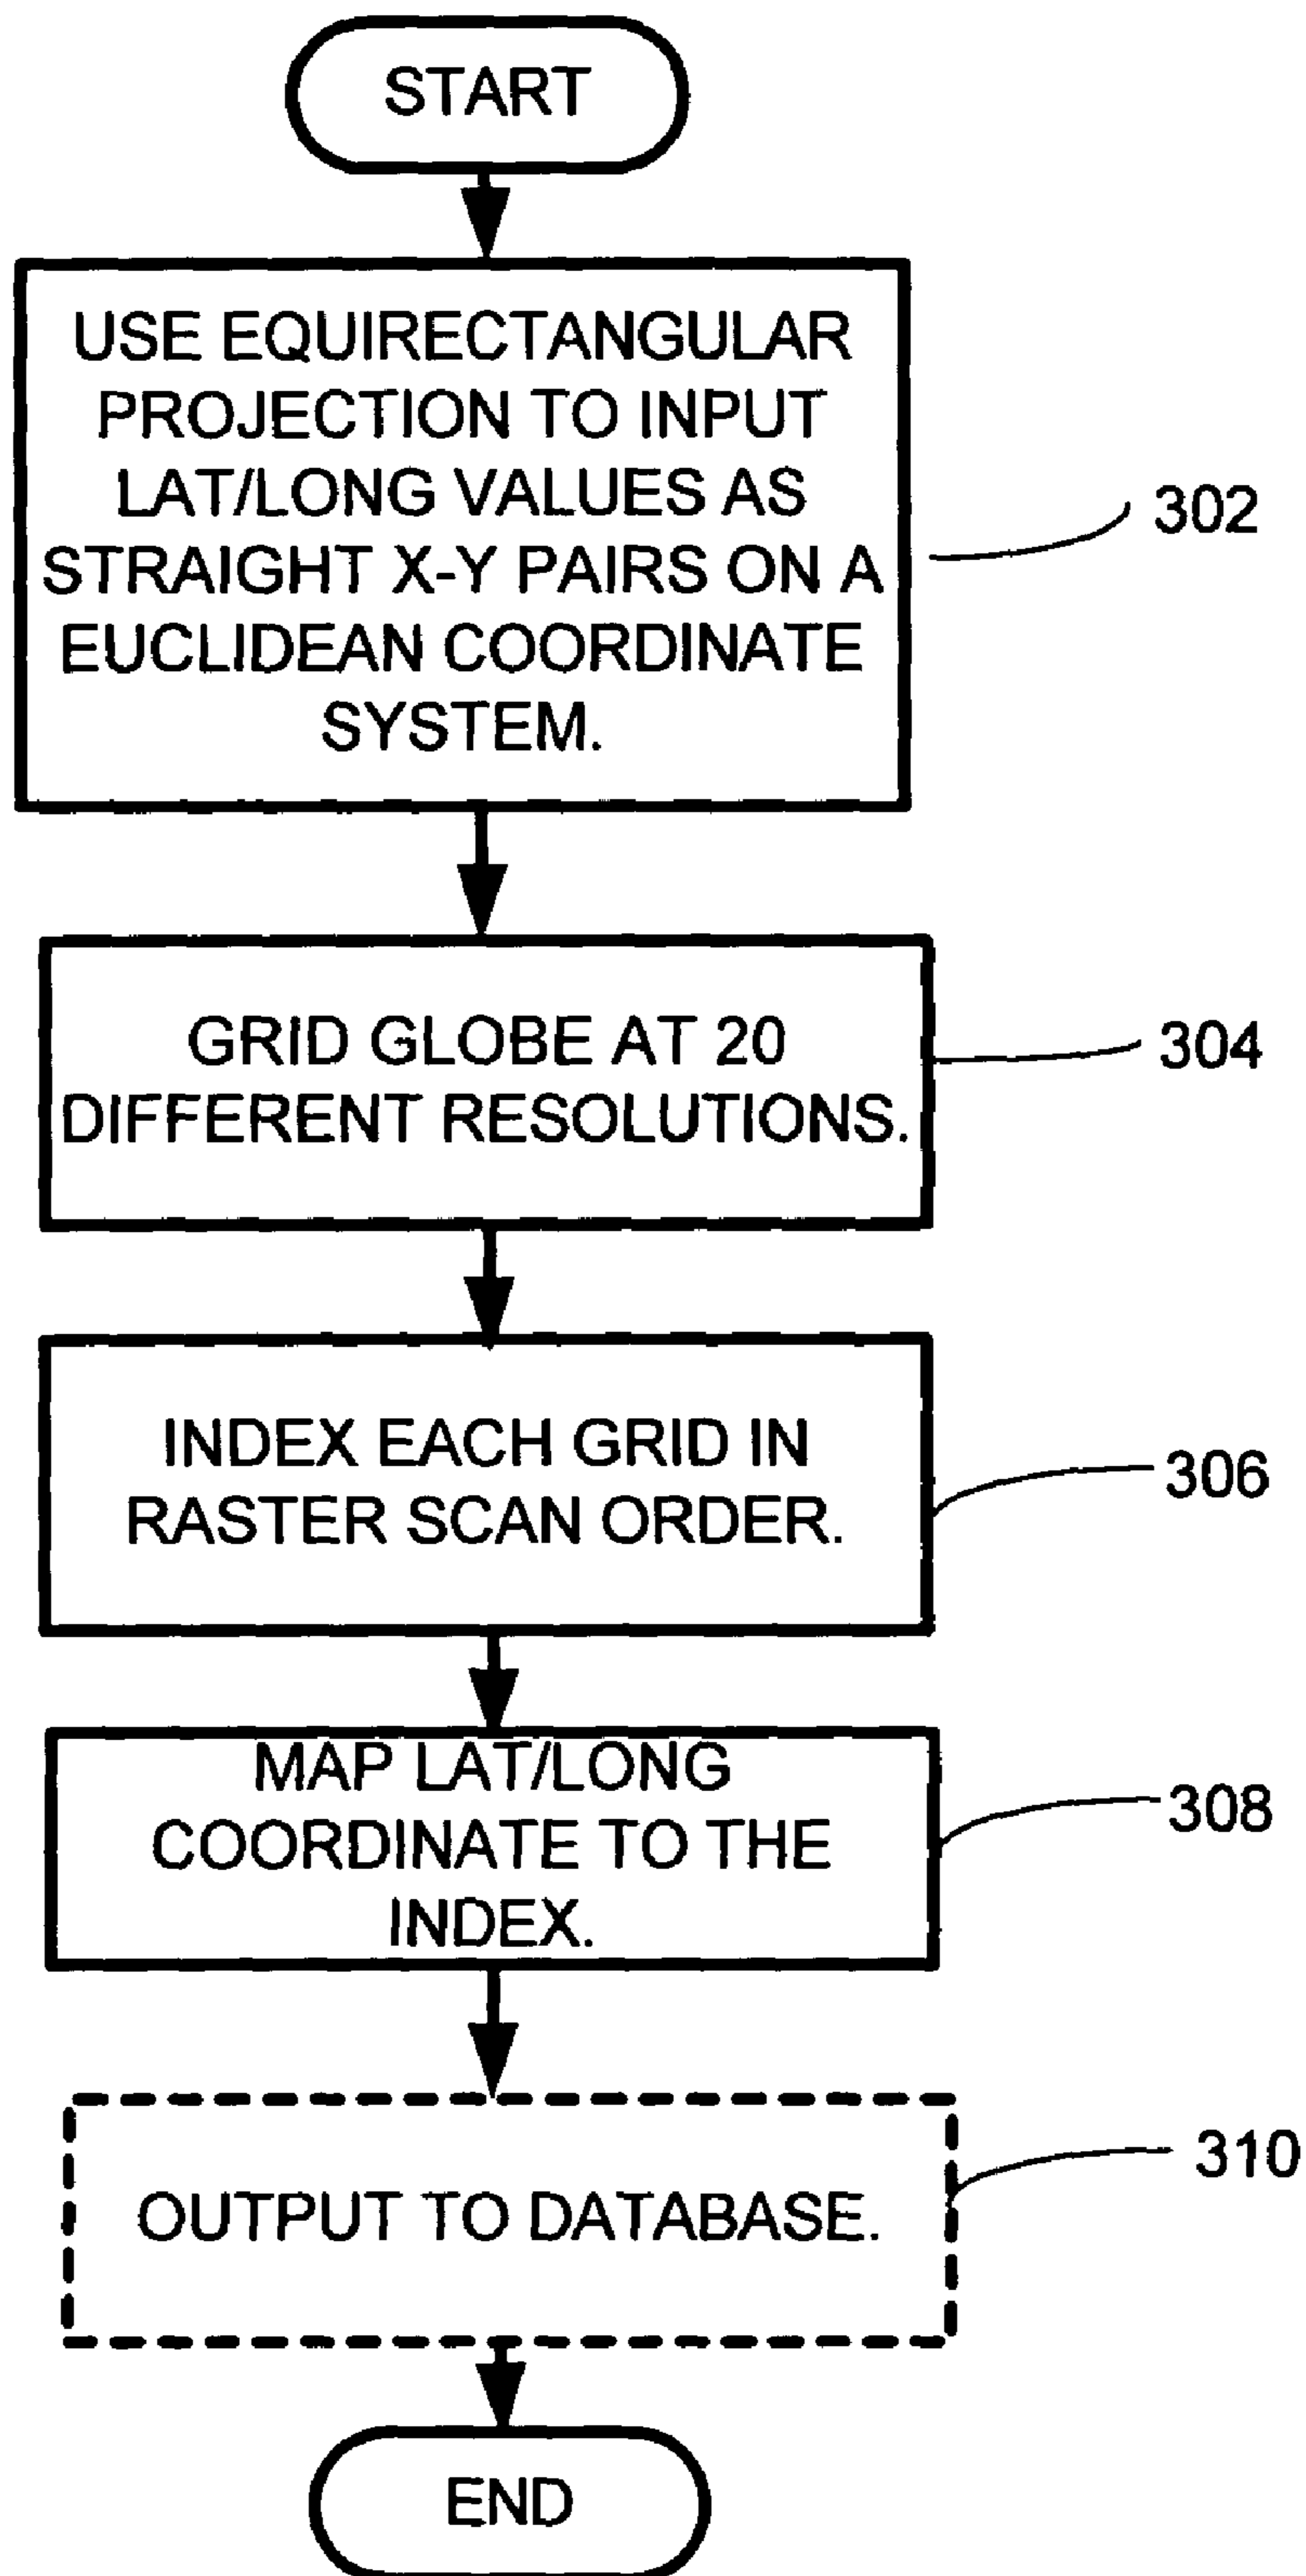 START
USE EQUIRECTANGULAR
PROJECTION TO INPUT
LAT/LONG VALUES AS
STRAIGHT X-Y PAIRS ON A
EUCLIDEAN COORDINATE
SYSTEM.
302
GRID GLOBE AT 20
DIFFERENT RESOLUTIONS.
304
INDEX EACH GRID IN
RASTER SCAN ORDER.
306
MAP LAT/LONG
COORDINATE TO THE
INDEX.
308
OUTPUT TO DATABASE.
310
END